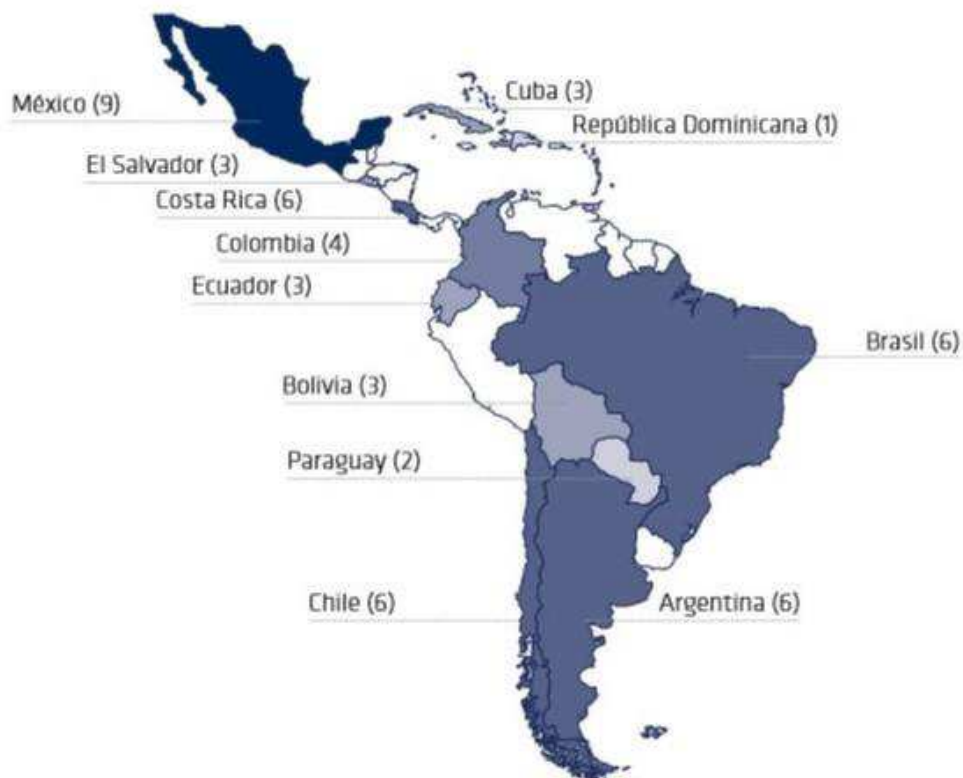 Cuba (3)
México (9)
República Dominicana (1)
El Salvador (3)
Costa Rica (6)
Colombia (4)
Ecuador (3)
Brasil (6)
Bolivia (3)
Paraguay (2)
Chile (6)
Argentina (6)